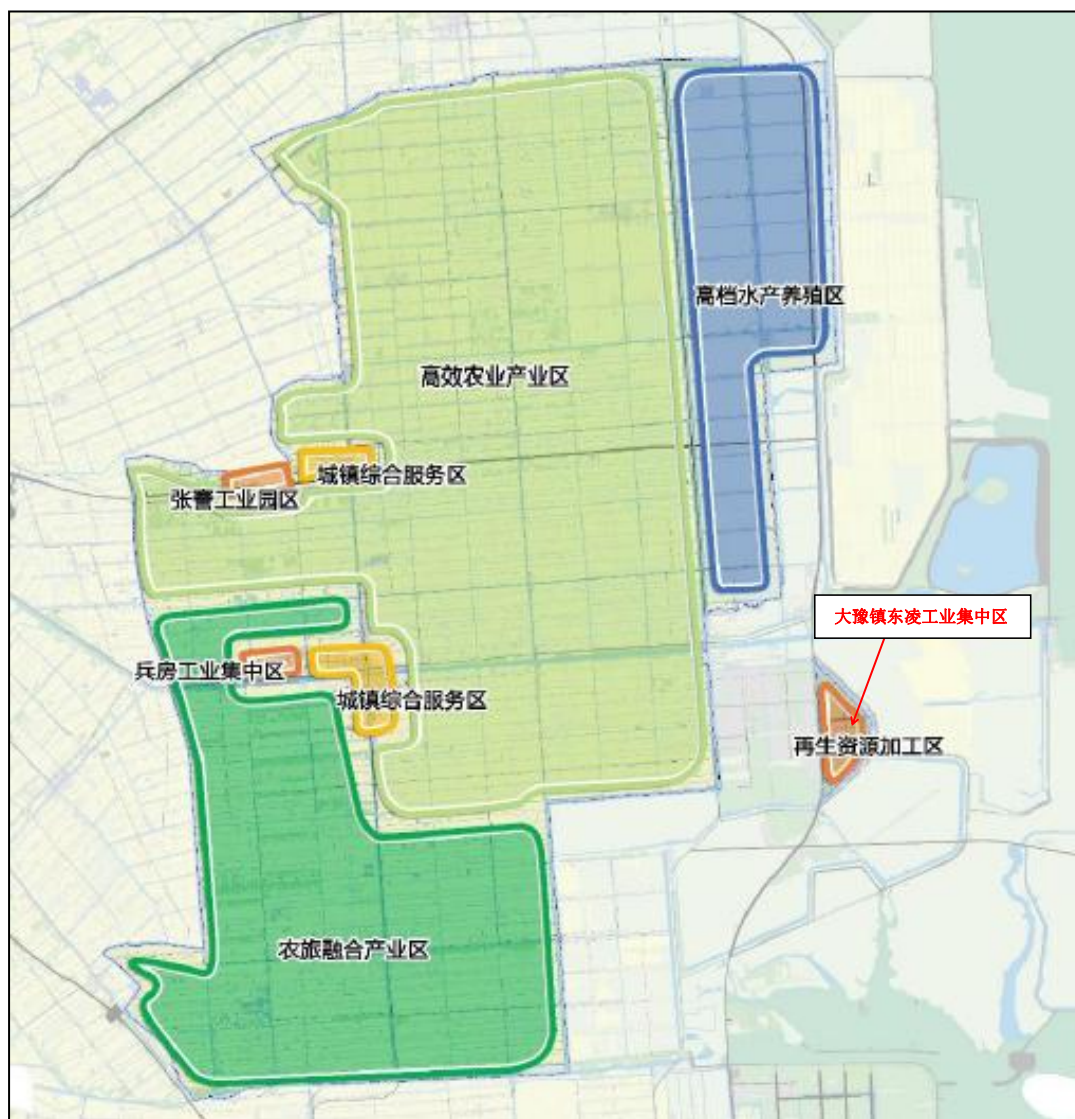 高档水产养殖区
高效农业产业区
城镇综合服务区
张謇工业园区
大豫镇东凌工业集中区
兵房工业集中区
城镇综合服务区
再生资源加工区
农旅融合产业区